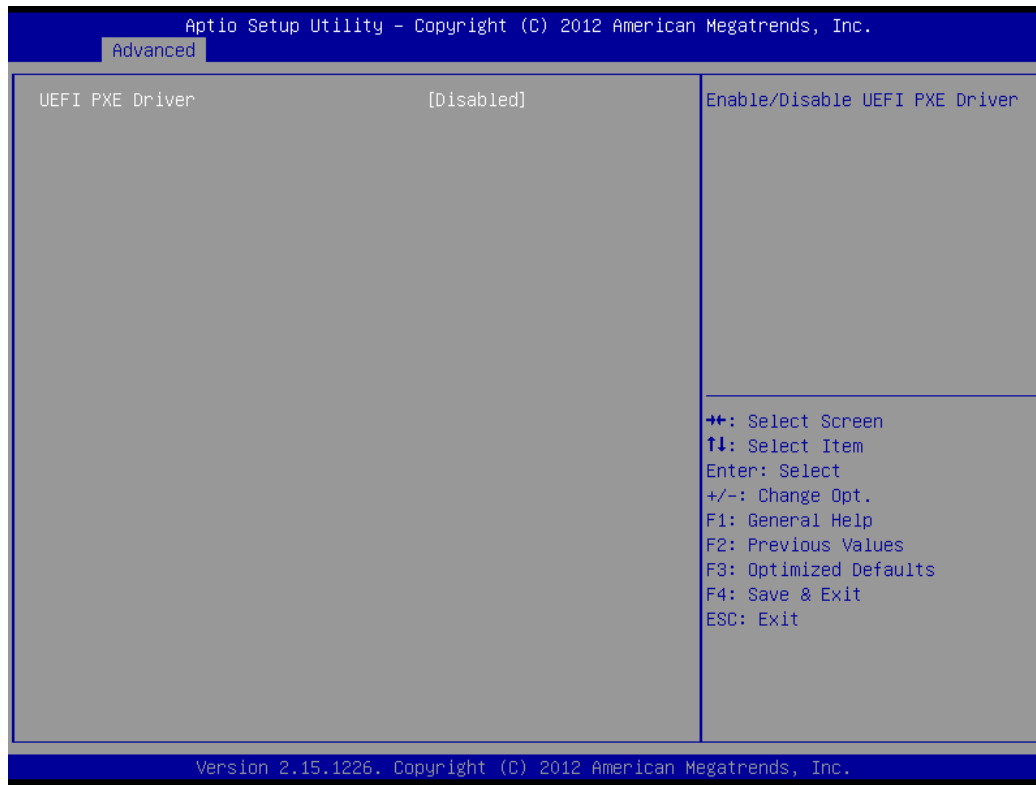 Aptio Setup Utility – Copyright (C) 2012 American Megatrends, Inc.
Advanced
UEFI PXE Driver [Disabled]
Enable/Disable UEFI PXE Driver
→←: Select Screen
↑↓: Select Item
Enter: Select
+/-: Change Opt.
F1: General Help
F2: Previous Values
F3: Optimized Defaults
F4: Save & Exit
ESC: Exit
Version 2.15.1226. Copyright (C) 2012 American Megatrends, Inc.